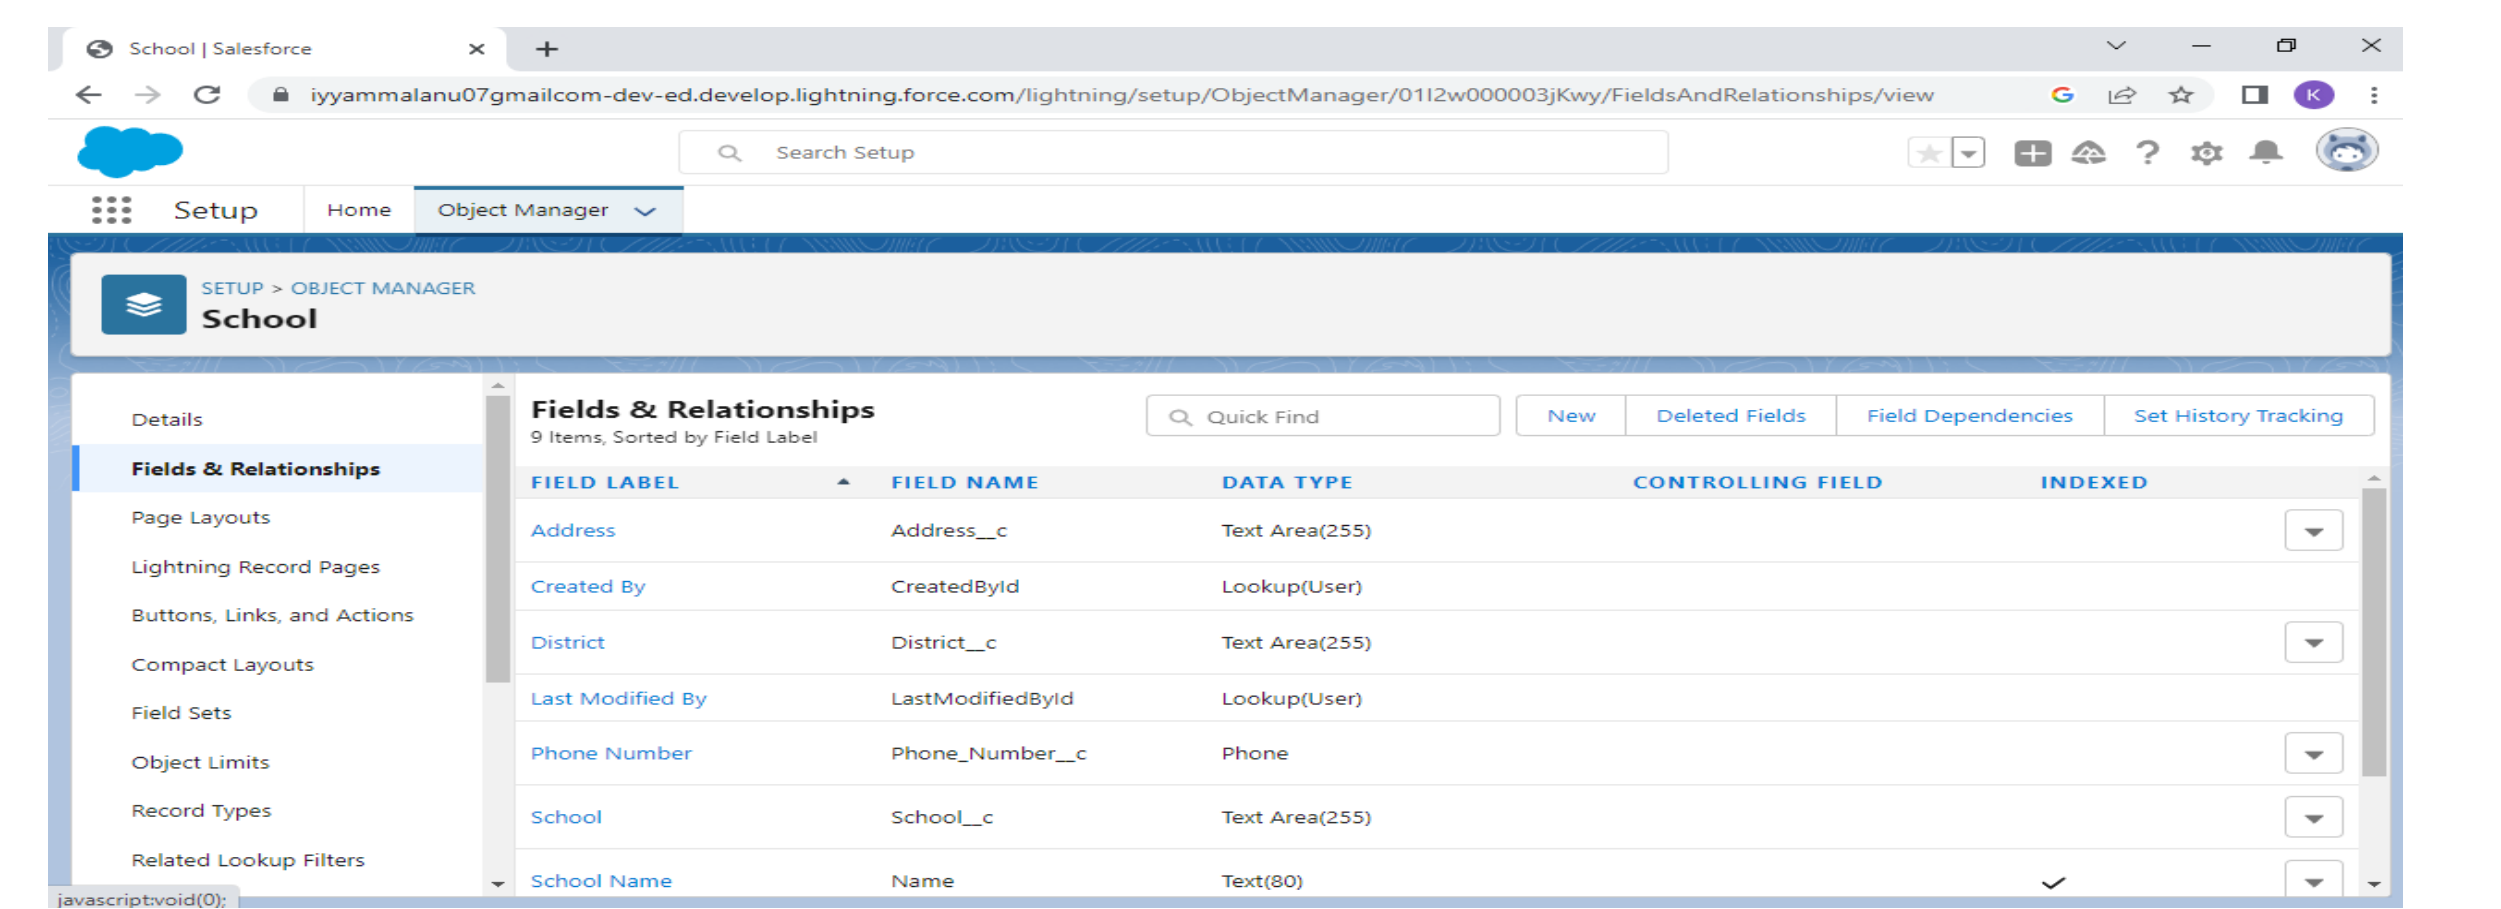 School | Salesforce
iyyammalanu07gmailcom-dev-ed.develop.lightning.force.com/lightning/setup/ObjectManager/01I2w000003jKwy/FieldsAndRelationships/view
G
K
Search Setup
Setup Home Object Manager
SETUP > OBJECT MANAGER
School
Details
Fields & Relationships
Page Layouts
Lightning Record Pages
Buttons, Links, and Actions
Compact Layouts
Field Sets
Object Limits
Record Types
Related Lookup Filters
javascript:void(0);
Fields & Relationships
9 Items, Sorted by Field Label
Quick Find New Deleted Fields Field Dependencies Set History Tracking
FIELD LABEL FIELD NAME DATA TYPE CONTROLLING FIELD INDEXED
Address Address__c Text Area(255)
Created By CreatedById Lookup(User)
District District__c Text Area(255)
Last Modified By LastModifiedById Lookup(User)
Phone Number Phone_Number__c Phone
School School__c Text Area(255)
School Name Name Text(80)